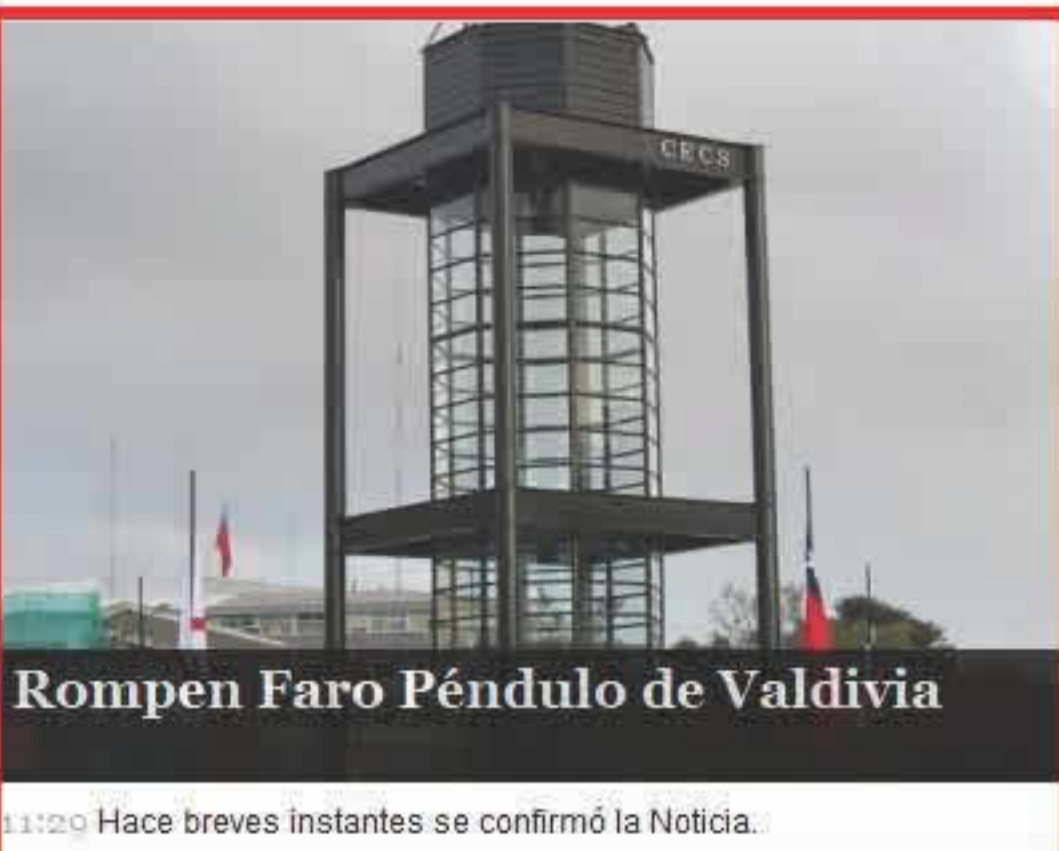 CECS
Rompen Faro Péndulo de Valdivia
11:29 Hace breves instantes se confirmó la Noticia.